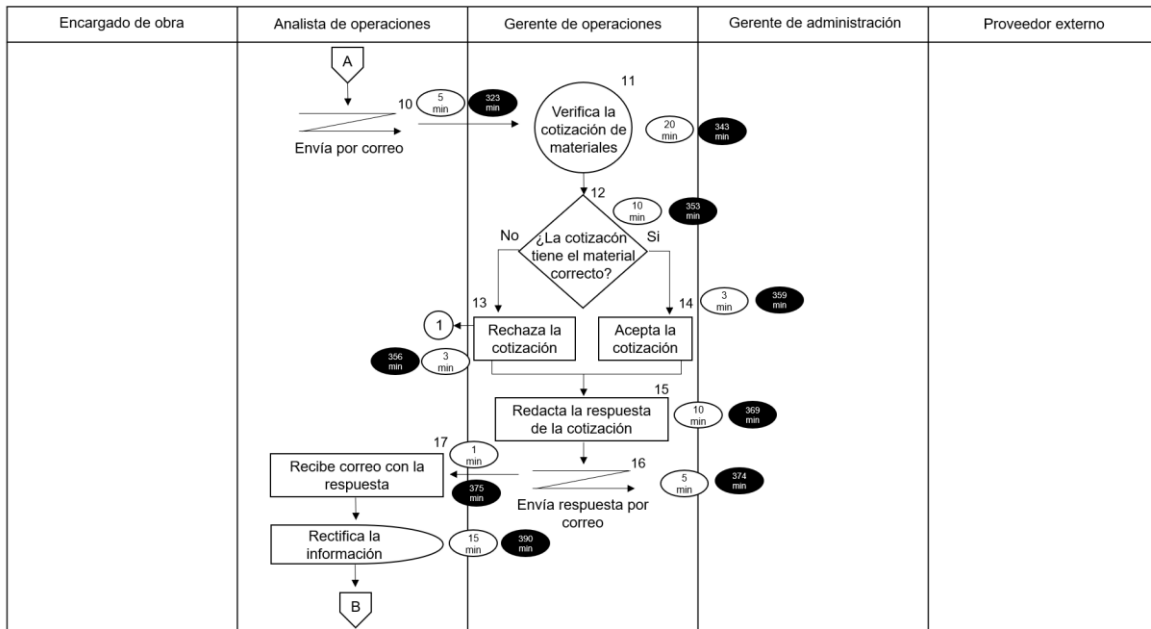 Encargado de obra
Analista de operaciones
Gerente de operaciones
Gerente de administración
Proveedor externo
A
10
5
min
323
min
Envía por correo
11
Verifica la
cotización de
materiales
20
min
343
min
12
10
min
353
min
No
¿La cotizacón
tiene el material
correcto?
Si
13
14
3
min
359
min
1
Rechaza la
cotización
Acepta la
cotización
356
min
3
min
15
Redacta la respuesta
de la cotización
10
min
369
min
17
1
min
375
min
Recibe correo con la
respuesta
16
Envía respuesta por
correo
5
min
374
min
Rectifica la
información
15
min
390
min
B